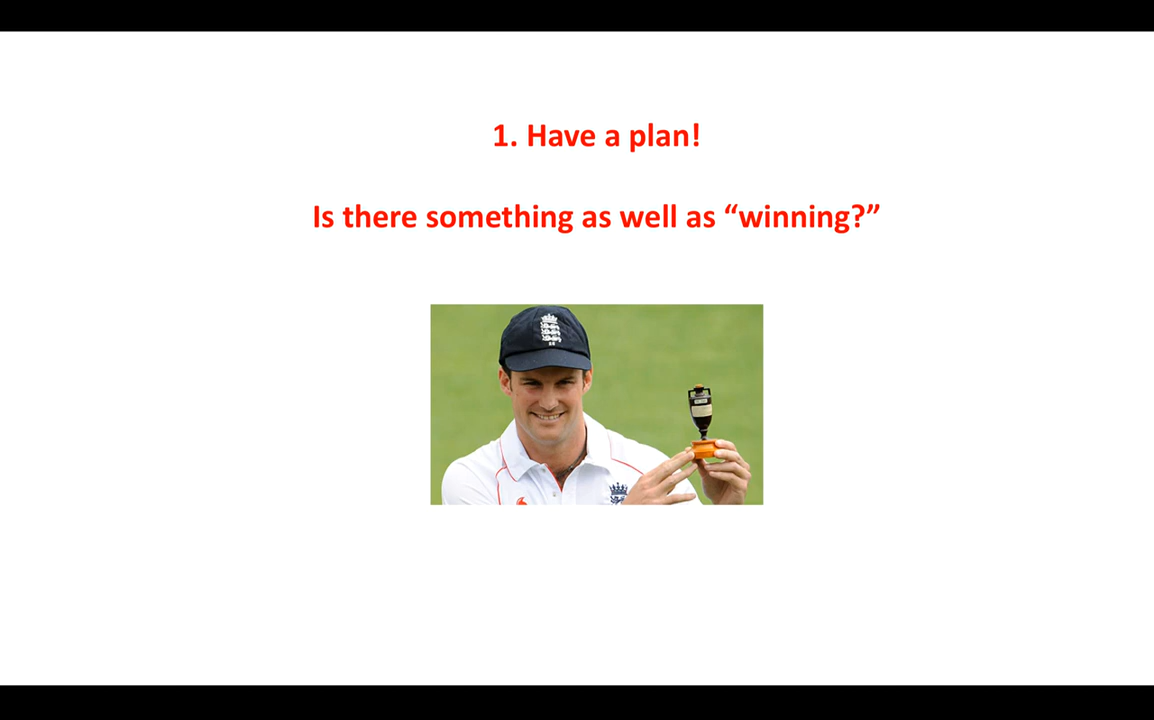 1. Have a plan!
Is there something as well as “winning?”